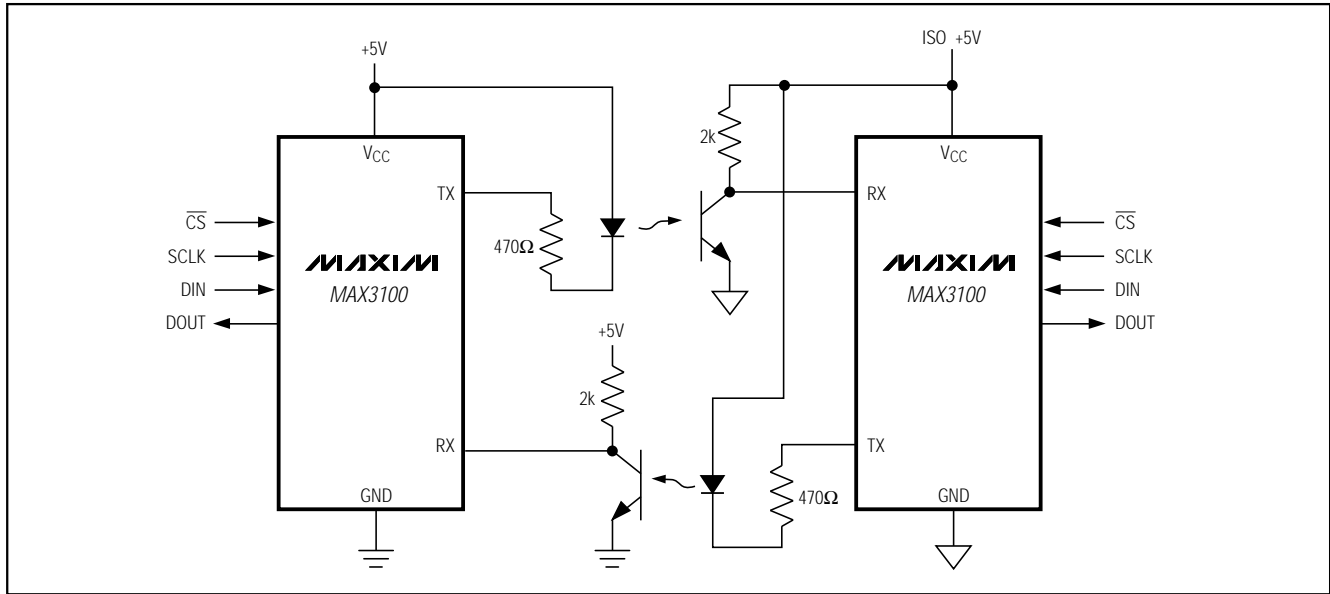 +5V
ISO +5V
2k
VCC
VCC
TX
RX
CS
CS
470Ω
SCLK
MAXIM
MAXIM
SCLK
DIN
MAX3100
MAX3100
DIN
DOUT
DOUT
+5V
2k
RX
TX
GND
470Ω
GND